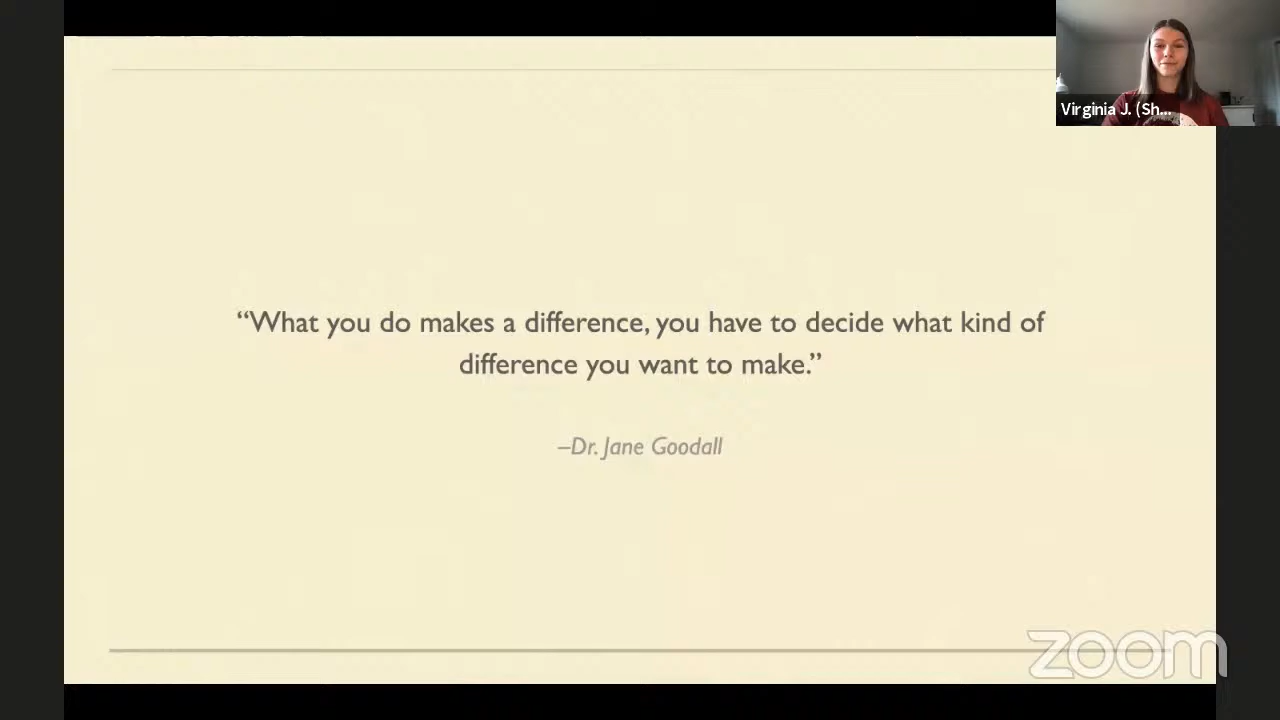 Virginia J. (Sh...
“What you do makes a difference, you have to decide what kind of
difference you want to make.”
–Dr. Jane Goodall
zoom